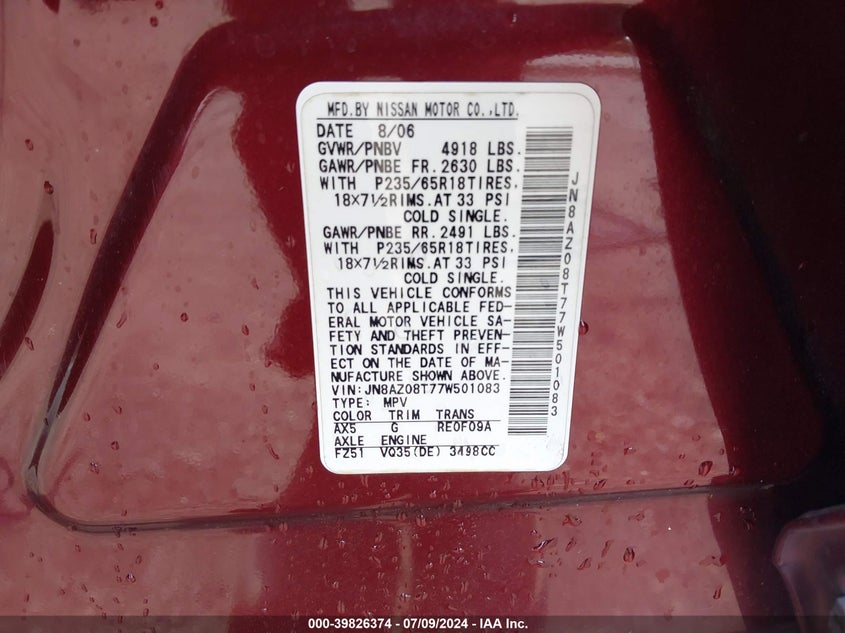 MFD.BY NISSAN MOTOR CO.,LTD.
DATE 8/06
GVWR/PNBV 4918 LBS.
GAWR/PNBE FR. 2630 LBS.
WITH P235/65R18TIRES,
18×7½RIMS.AT 33 PSI
COLD SINGLE.
GAWR/PNBE RR. 2491 LBS.
WITH P235/65R18TIRES,
18×7½RIMS.AT 33 PSI
COLD SINGLE.
THIS VEHICLE CONFORMS
TO ALL APPLICABLE FED-
ERAL MOTOR VEHICLE SA-
FETY AND THEFT PREVEN-
TION STANDARDS IN EFF-
ECT ON THE DATE OF MA-
NUFACTURE SHOWN ABOVE.
VIN:JN8AZ08T77W501083
TYPE: MPV
COLOR TRIM TRANS
AX5 G RE0F09A
AXLE ENGINE
FZ51 VQ35(DE) 3498CC
JN8AZ08T77W501083
000-39826374 / 07/09/2024 - IAA Inc.